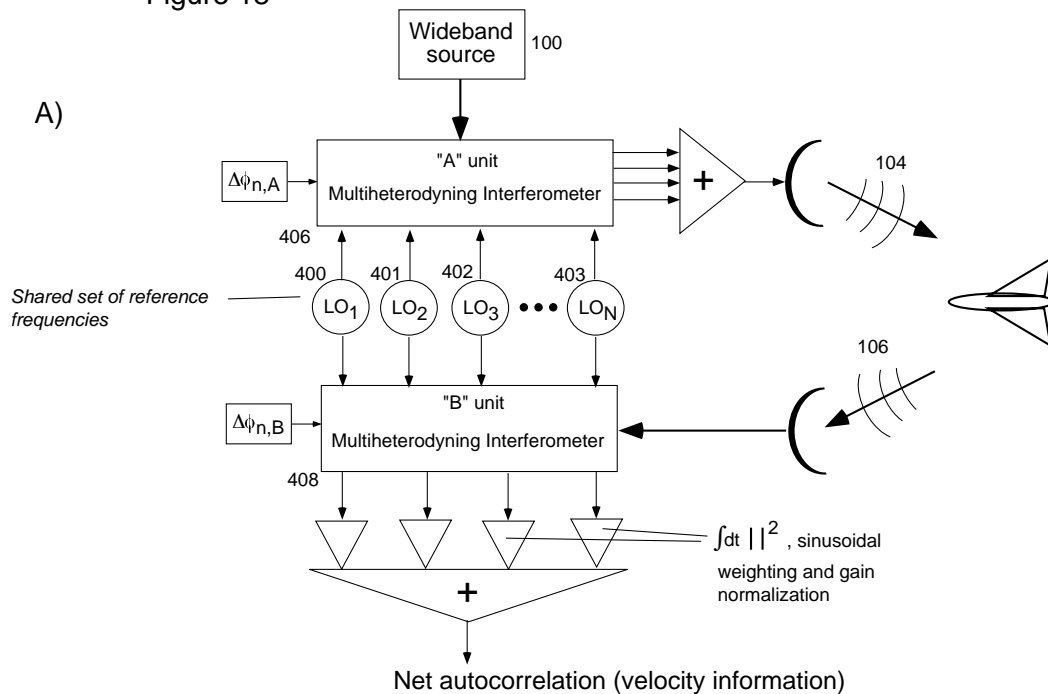 Wideband
source
100
A)
"A" unit
Multiheterodyning Interferometer
Δϕn,A
+
104
406
400
401
402
403
Shared set of reference
frequencies
LO1
LO2
LO3
•••
LON
106
"B" unit
Multiheterodyning Interferometer
Δϕn,B
408
∫dt ||2 , sinusoidal
weighting and gain
normalization
+
Net autocorrelation (velocity information)